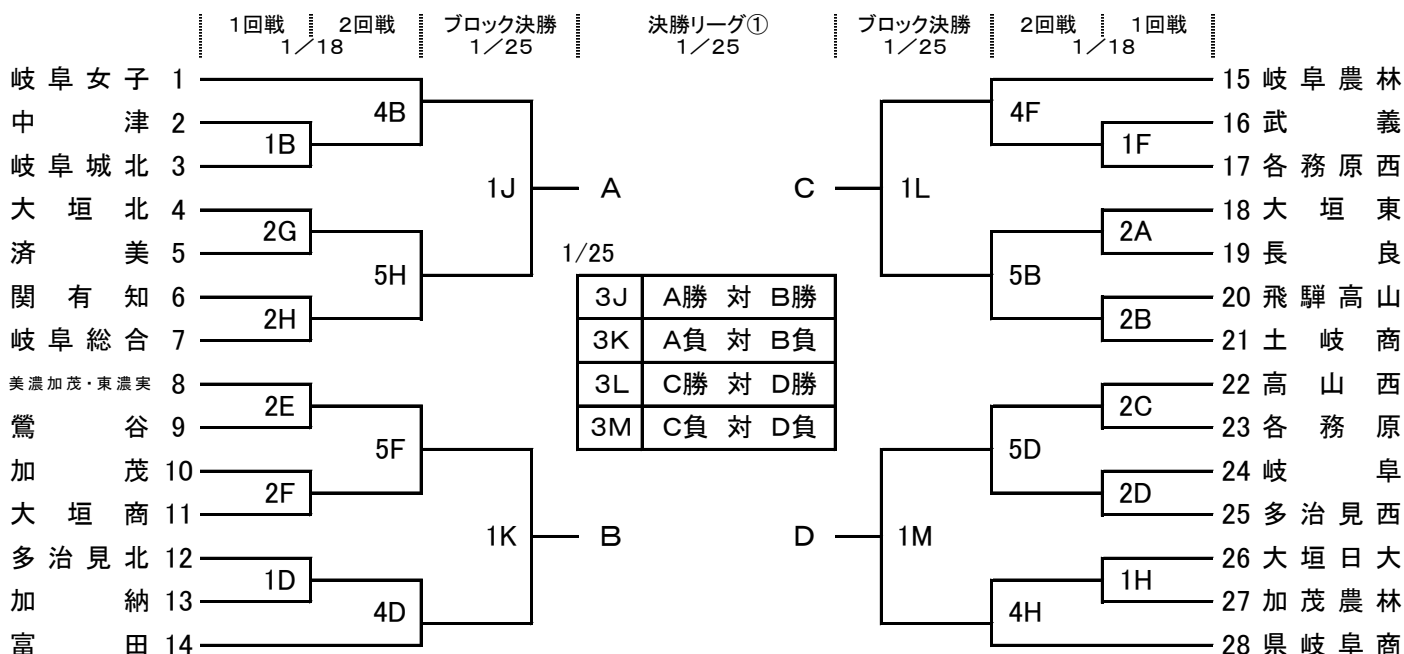 1回戦 2回戦 ブロック決勝 決勝リーグ① ブロック決勝 2回戦 1回戦
1／18 1／25 1／25 1／25 1／18
岐阜女子 1
中津 2
岐阜城北 3
大垣北 4
済美 5
関有知 6
岐阜総合 7
美濃加茂・東濃実 8
鶯谷 9
加茂 10
大垣商 11
多治見北 12
加納 13
富田 14
1B
2G
2H
2E
2F
1D
4B
5H
5F
4D
1J
1K
A
B
1/25
3J A勝 対 B勝
3K A負 対 B負
3L C勝 対 D勝
3M C負 対 D負
C
D
1L
1M
4F
5B
5D
4H
1F
2A
2B
2C
2D
1H
15 岐阜農林
16 武義
17 各務原西
18 大垣東
19 長良
20 飛騨高山
21 土岐商
22 高山西
23 各務原
24 岐阜
25 多治見西
26 大垣日大
27 加茂農林
28 県岐阜商